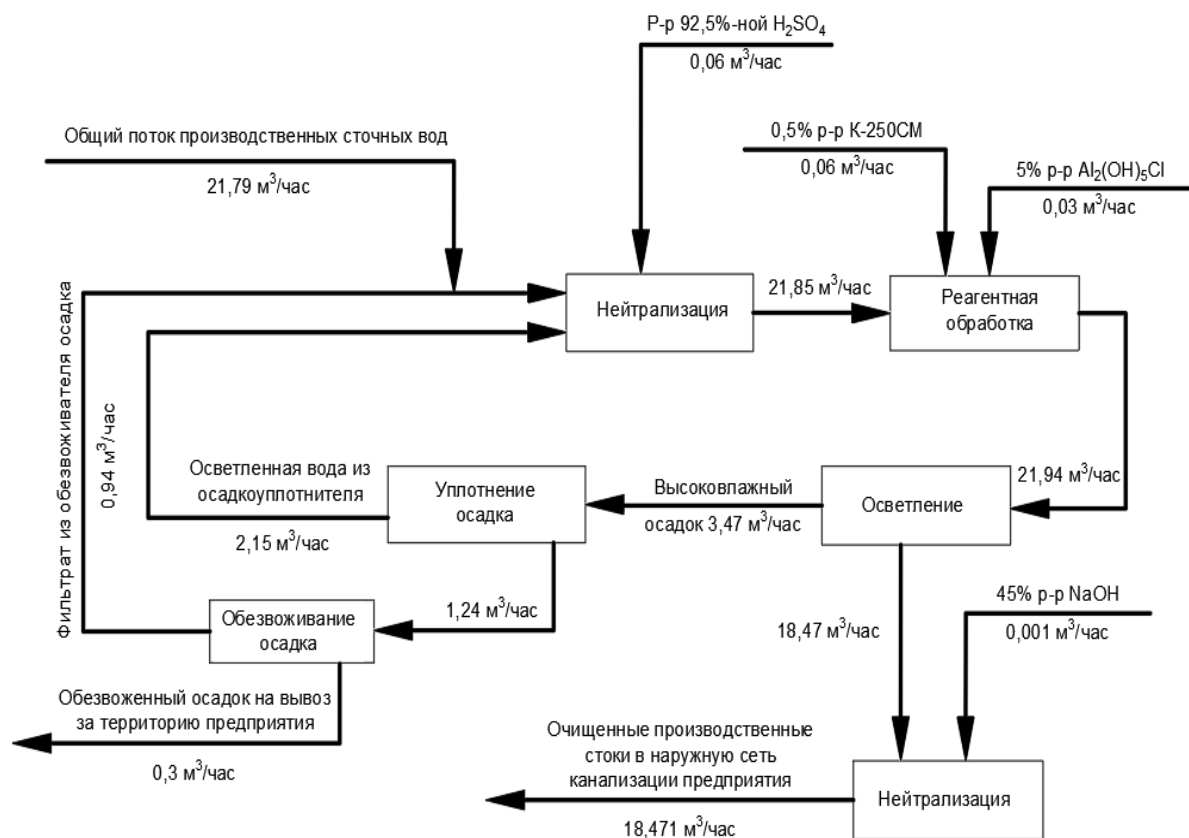 Р-р 92,5%-ной H₂SO₄
0,06 м³/час
Общий поток производственных сточных вод
21,79 м³/час
0,5% р-р К-250СМ
0,06 м³/час
5% р-р Al₂(OH)₅Cl
0,03 м³/час
Нейтрализация
21,85 м³/час
Реагентная
обработка
Фильтрат из обезвоживателя осадка
0,94 м³/час
Осветленная вода из
осадкоуплотнителя
2,15 м³/час
Уплотнение
осадка
Высоковлажный
осадок 3,47 м³/час
Осветление
21,94 м³/час
1,24 м³/час
Обезвоживание
осадка
18,47 м³/час
45% р-р NaOH
0,001 м³/час
Обезвоженный осадок на вывоз
за территорию предприятия
0,3 м³/час
Очищенные производственные
стоки в наружную сеть
канализации предприятия
18,471 м³/час
Нейтрализация